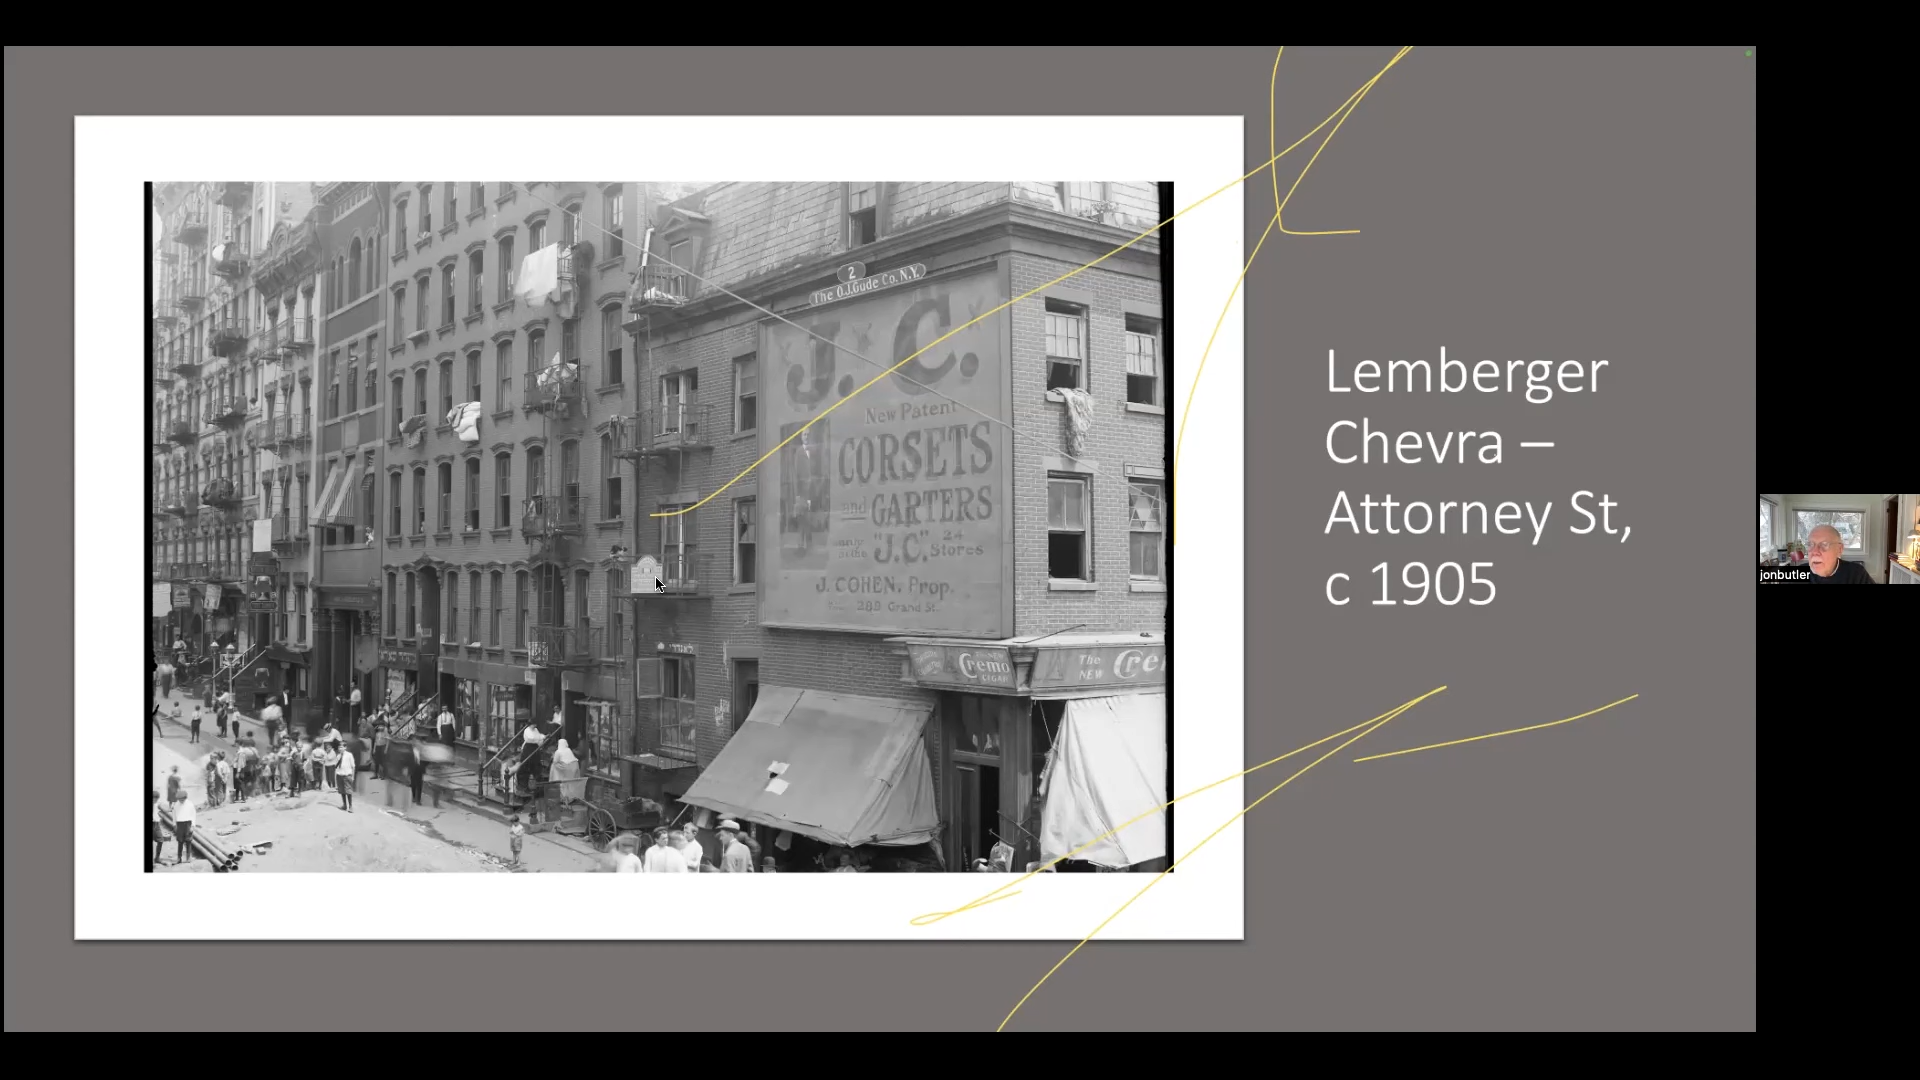 2
The O.J.Gude Co. N.Y.
J. C.
New Patent
CORSETS
and GARTERS
"J.C." 24 Stores
J. COHEN. Prop.
289 Grand St.
Cremo
CIGAR
The NEW Cre
Lemberger
Chevra –
Attorney St,
c 1905
jonbutler